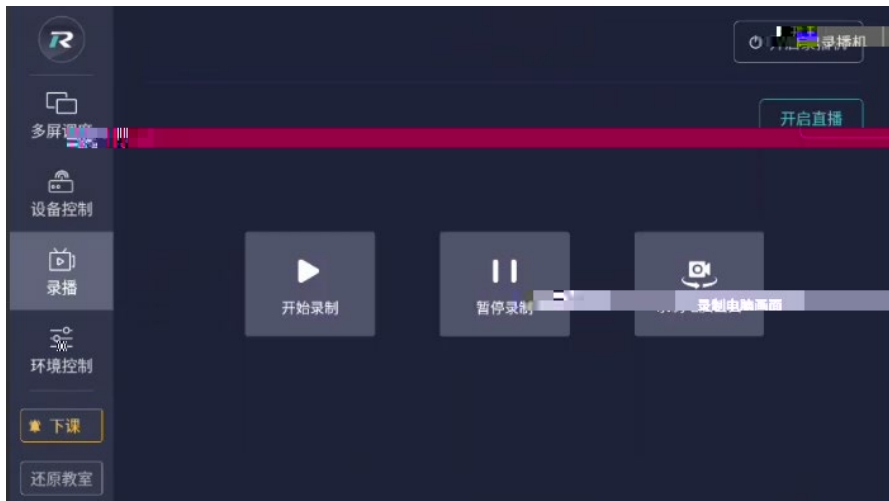 录播机
开启直播
多屏
设备控制
录播
环境控制
下课
还原教室
开始录制
暂停录制
录制电脑画面